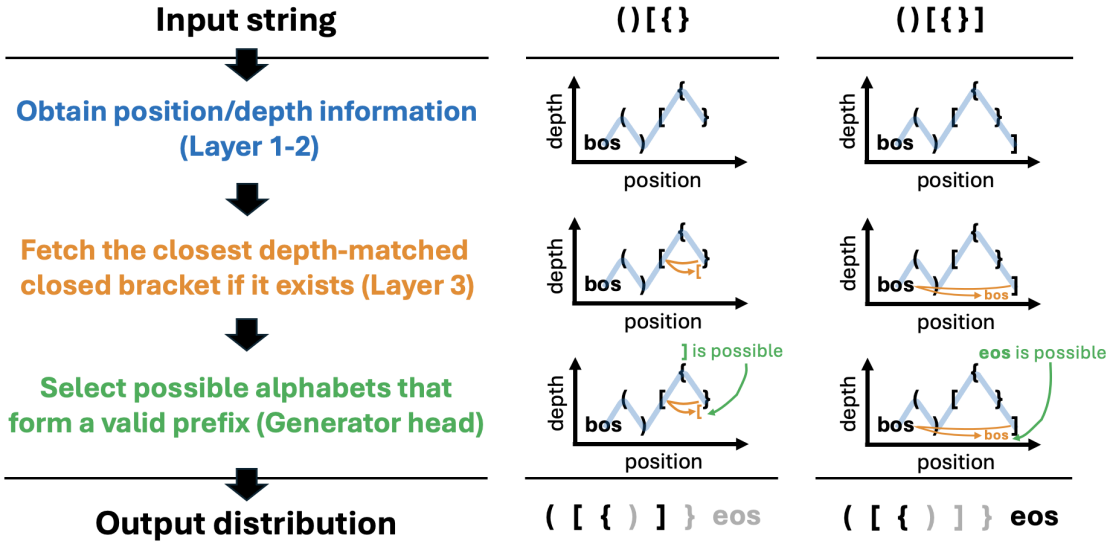 Input string
()[{}
()[{}]
Obtain position/depth information
(Layer 1-2)
depth
bos
(
)
[
{
}
position
depth
bos
(
)
[
{
}
]
position
Fetch the closest depth-matched
closed bracket if it exists (Layer 3)
depth
bos
(
)
[
{
}
[
position
depth
bos
(
)
[
{
}
]
bos
position
Select possible alphabets that
form a valid prefix (Generator head)
] is possible
depth
bos
(
)
[
{
}
[
position
eos is possible
depth
bos
(
)
[
{
}
]
bos
position
Output distribution
( [ { ) ] } eos
( [ { ) ] } eos